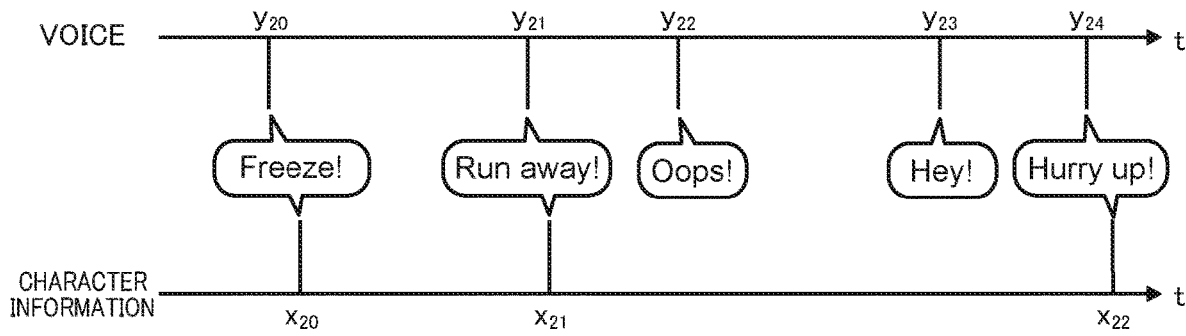 y20 y21 y22 y23 y24
VOICE t
Freeze! Run away! Oops! Hey! Hurry up!
CHARACTER
INFORMATION t
x20 x21 x22